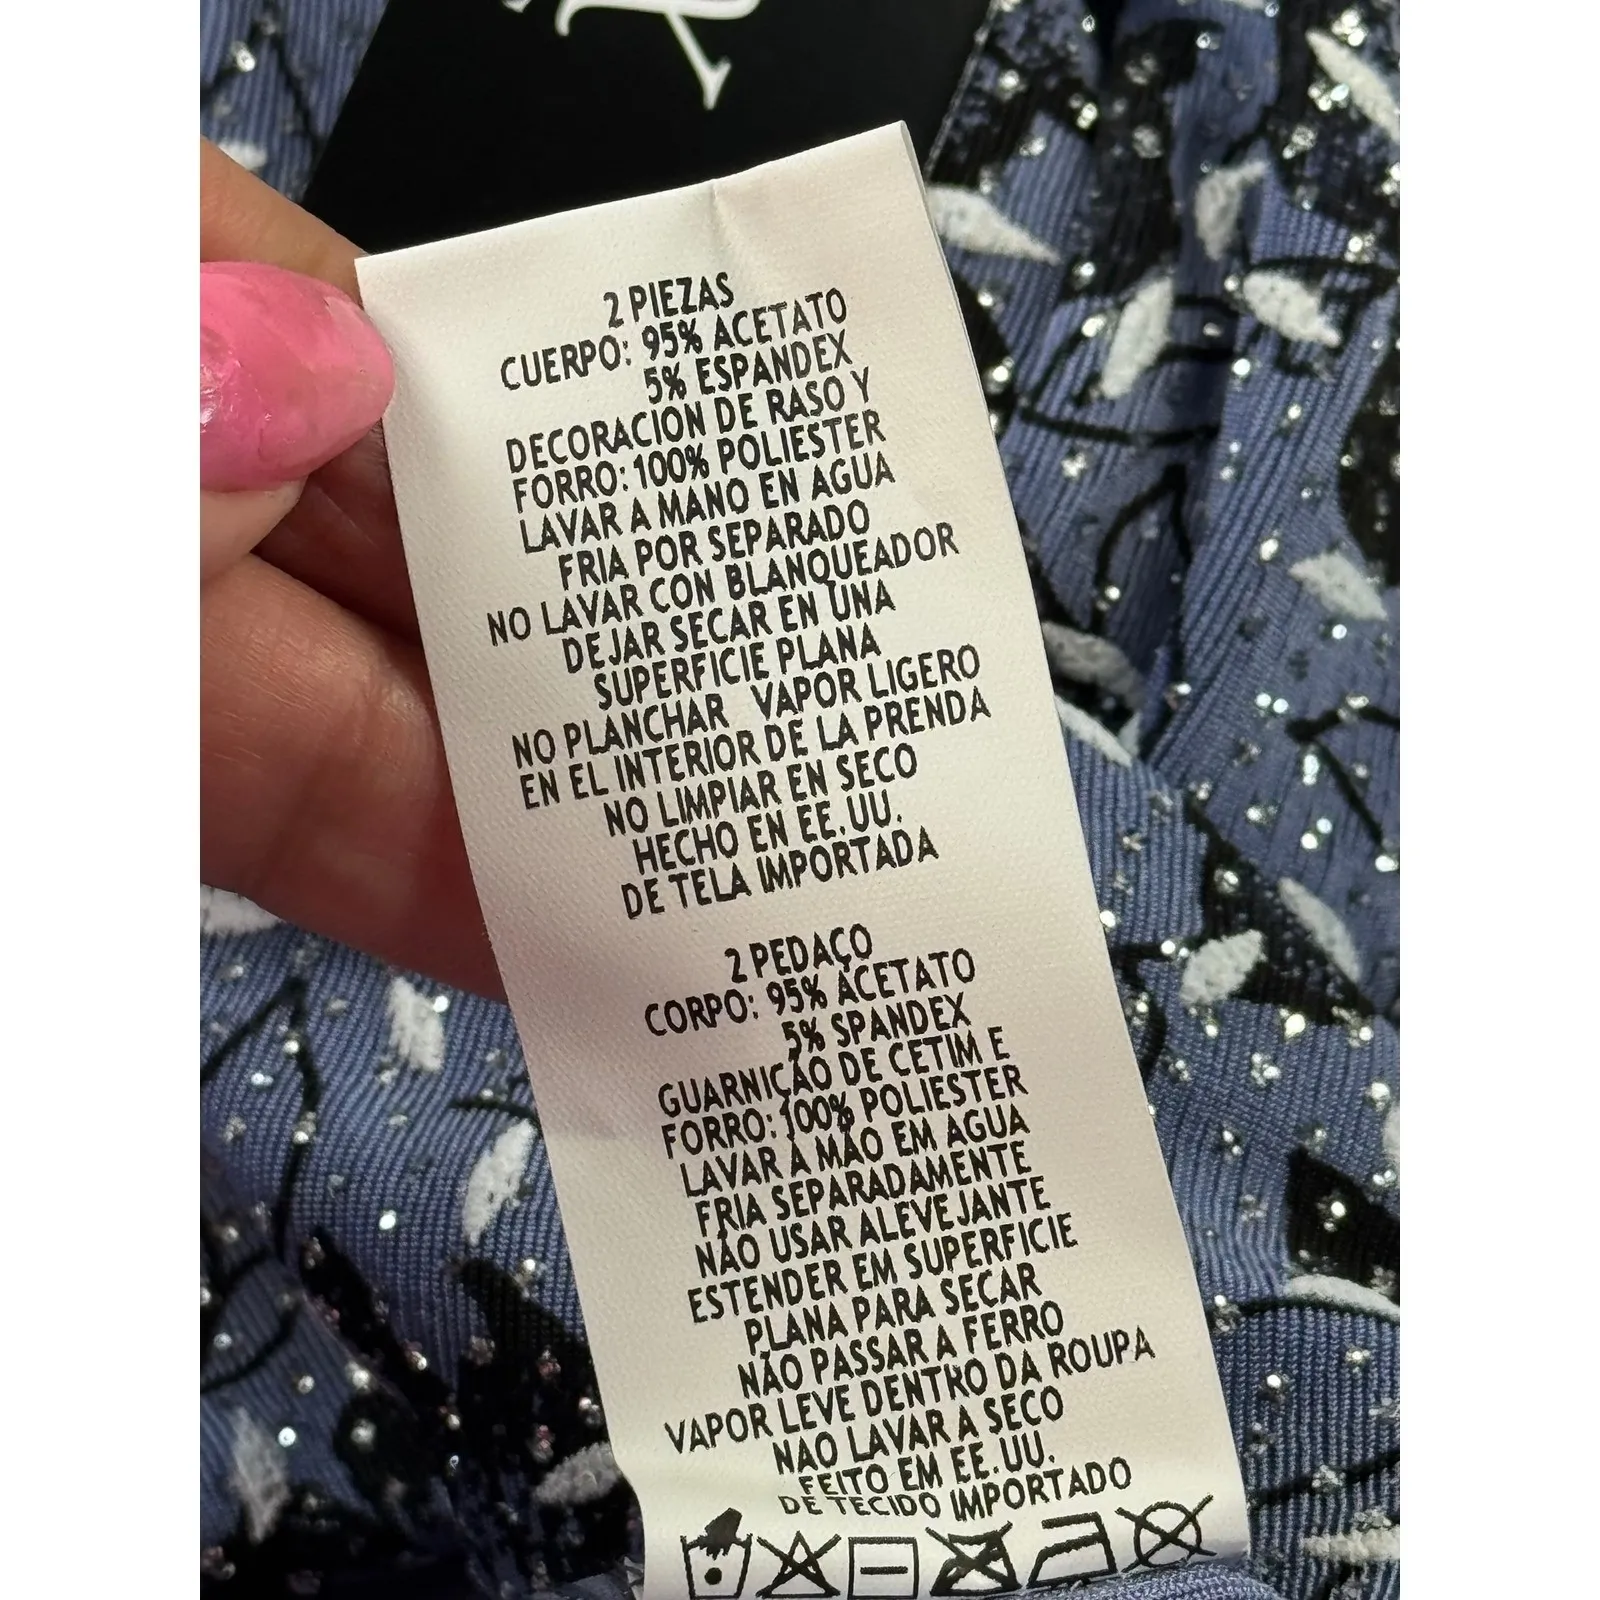 2 PIEZAS
CUERPO: 95% ACETATO
5% ESPANDEX
DECORACION DE RASO Y
FORRO: 100% POLIESTER
LAVAR A MANO EN AGUA
FRIA POR SEPARADO
NO LAVAR CON BLANQUEADOR
DEJAR SECAR EN UNA
SUPERFICIE PLANA
NO PLANCHAR VAPOR LIGERO
EN EL INTERIOR DE LA PRENDA
NO LIMPIAR EN SECO
HECHO EN EE.UU.
DE TELA IMPORTADA
2 PEDAÇO
CORPO: 95% ACETATO
5% SPANDEX
GUARNIÇÃO DE CETIM E
FORRO: 100% POLIESTER
LAVAR À MÃO EM AGUA
FRIA SEPARADAMENTE
NÃO USAR ALEVEJANTE
ESTENDER EM SUPERFICIE
PLANA PARA SECAR
NÃO PASSAR A FERRO
VAPOR LEVE DENTRO DA ROUPA
NAO LAVAR A SECO
FEITO EM EE.UU.
DE TECIDO IMPORTADO